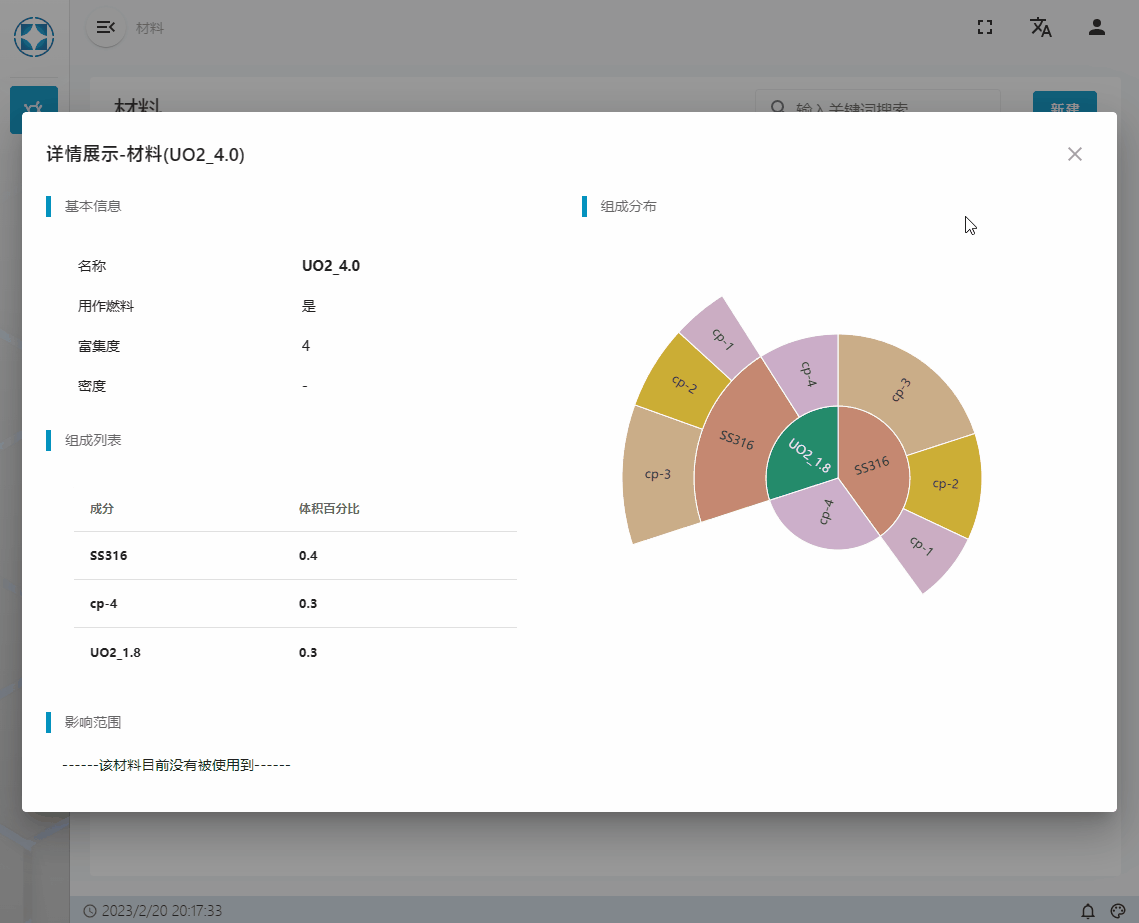 材料
材料
输入关键词搜索
新建
详情展示-材料(UO2_4.0)
基本信息
名称 UO2_4.0
用作燃料 是
富集度 4
密度 -
组成列表
成分 体积百分比
SS316 0.4
cp-4 0.3
UO2_1.8 0.3
影响范围
------该材料目前没有被使用到------
组成分布
cp-1
cp-2
cp-3
SS316
cp-4
UO2_1.8
cp-3
SS316
cp-2
cp-4
cp-1
2023/2/20 20:17:33